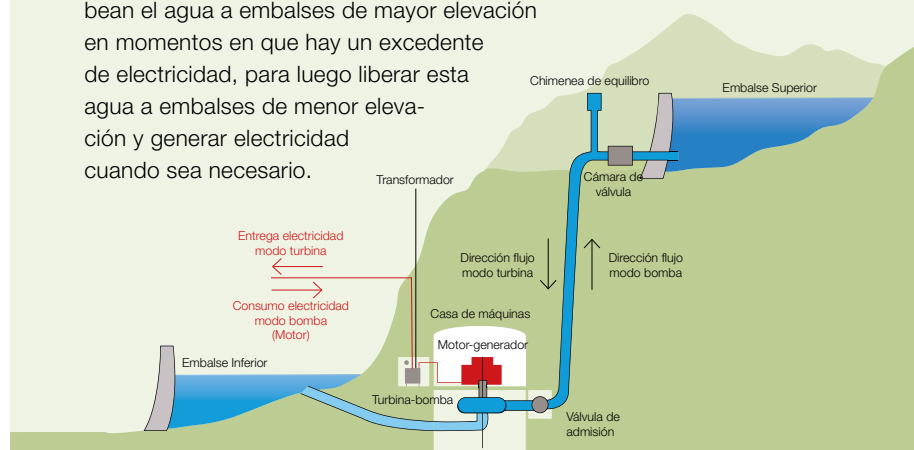 bean el agua a embalses de mayor elevación
en momentos en que hay un excedente
de electricidad, para luego liberar esta
agua a embalses de menor eleva-
ción y generar electricidad
cuando sea necesario.
Chimenea de equilibro
Embalse Superior
Cámara de
válvula
Transformador
Entrega electricidad
modo turbina
Consumo electricidad
modo bomba
(Motor)
Dirección flujo
modo turbina
Dirección flujo
modo bomba
Casa de máquinas
Motor-generador
Embalse Inferior
Turbina-bomba
Válvula de
admisión